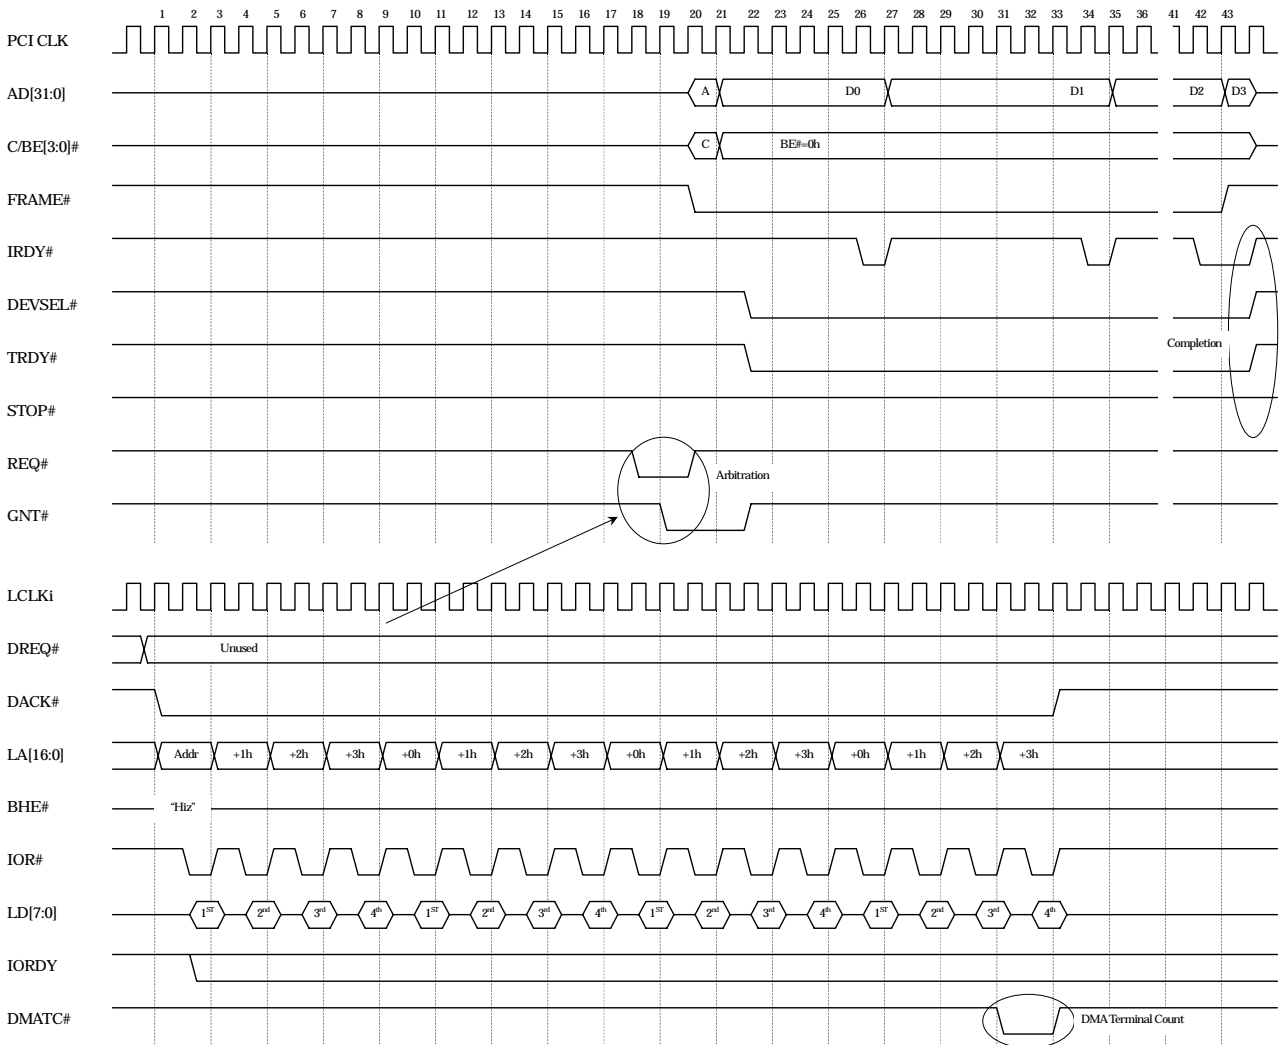 1 2 3 4 5 6 7 8 9 10 11 12 13 14 15 16 17 18 19 20 21 22 23 24 25 26 27 28 29 30 31 32 33 34 35 36 41 42 43
PCI CLK
AD[31:0] A D0 D1 D2 D3
C/BE[3:0]# C BE#=0h
FRAME#
IRDY#
DEVSEL#
TRDY# Completion
STOP#
REQ# Arbitration
GNT#
LCLKi
DREQ# Unused
DACK#
LA[16:0] Addr +1h +2h +3h +0h +1h +2h +3h +0h +1h +2h +3h +0h +1h +2h +3h
BHE# "Hiz"
IOR#
LD[7:0] 1ST 2nd 3rd 4th 1ST 2nd 3rd 4th 1ST 2nd 3rd 4th 1ST 2nd 3rd 4th
IORDY
DMATC# DMA Terminal Count